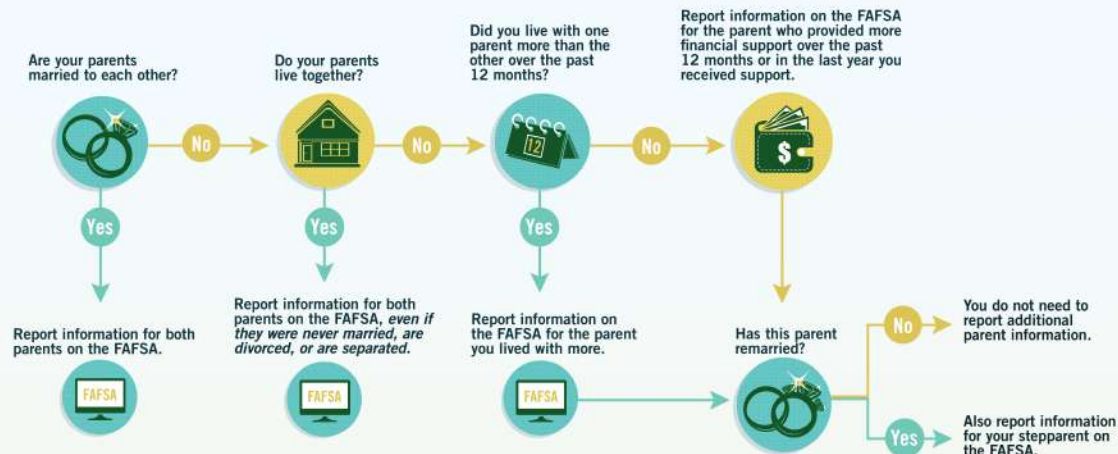 Are your parents
married to each other?
Do your parents
live together?
Did you live with one
parent more than the
other over the past
12 months?
Report information on the FAFSA
for the parent who provided more
financial support over the past
12 months or in the last year you
received support.
No
No
12
No
$
Yes
Yes
Yes
Report information for both
parents on the FAFSA.
Report information for both
parents on the FAFSA, even if
they were never married, are
divorced, or are separated.
Report information on
the FAFSA for the parent
you lived with more.
Has this parent
remarried?
No
You do not need to
report additional
parent information.
FAFSA
FAFSA
FAFSA
Yes
Also report information
for your stepparent on
the FAFSA.